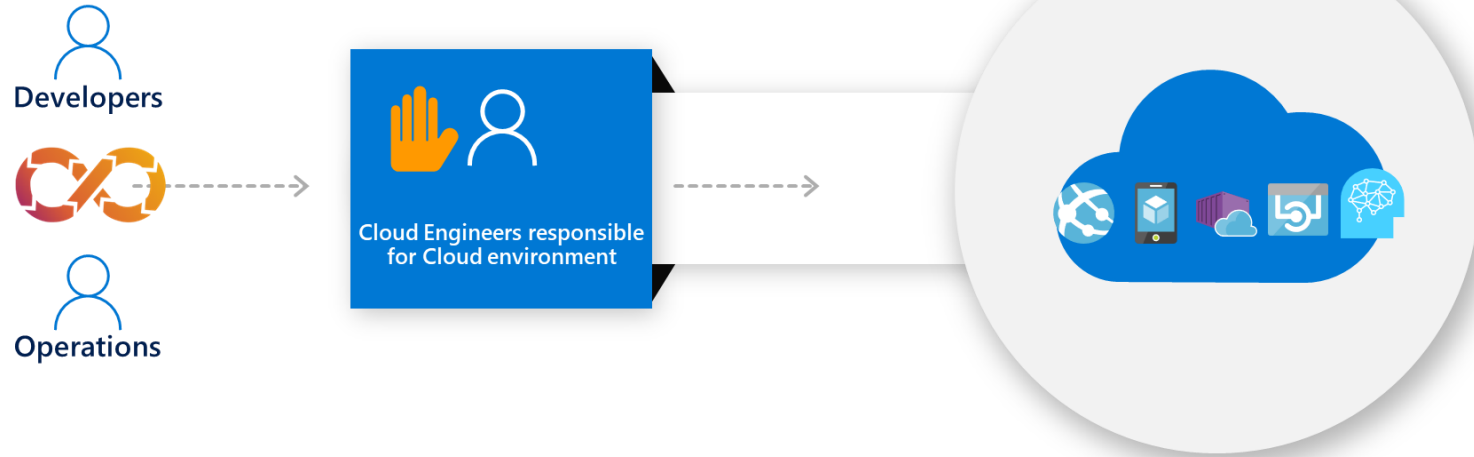 Developers
Cloud Engineers responsible
for Cloud environment
Operations